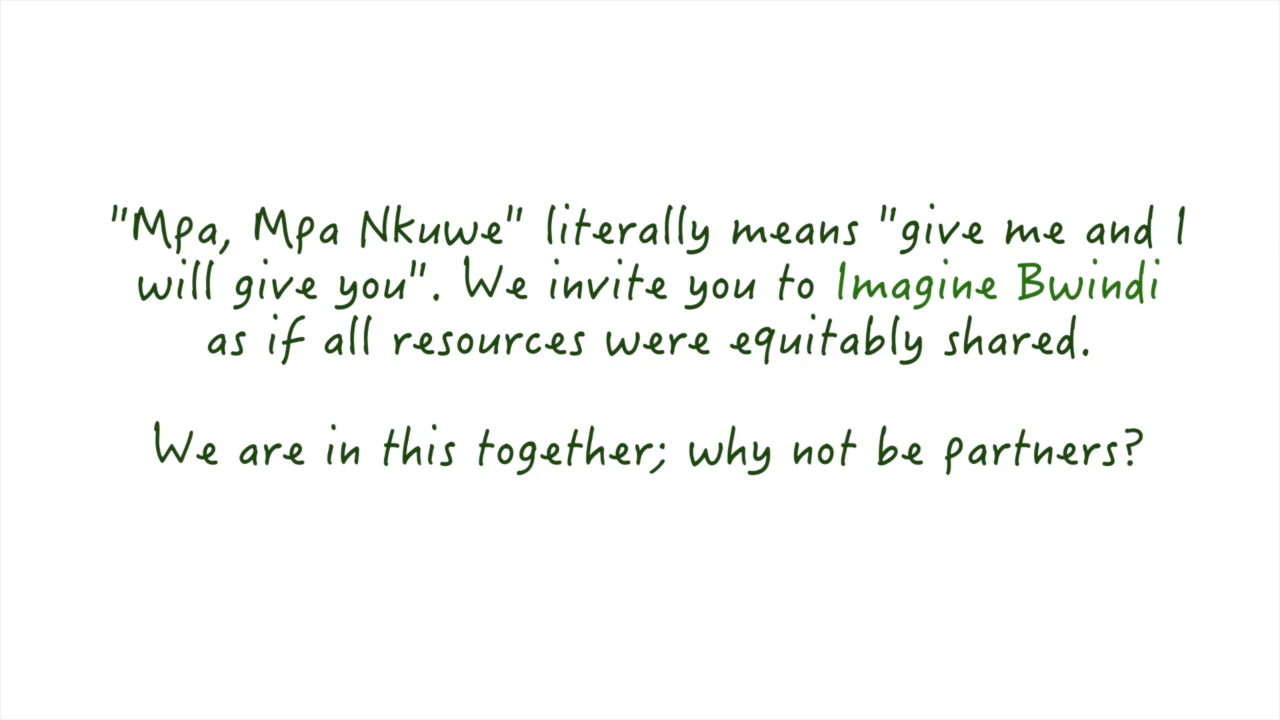 "Mpa, Mpa Nkuwe" literally means "give me and I
will give you". We invite you to Imagine Bwindi
as if all resources were equitably shared.
We are in this together; why not be partners?